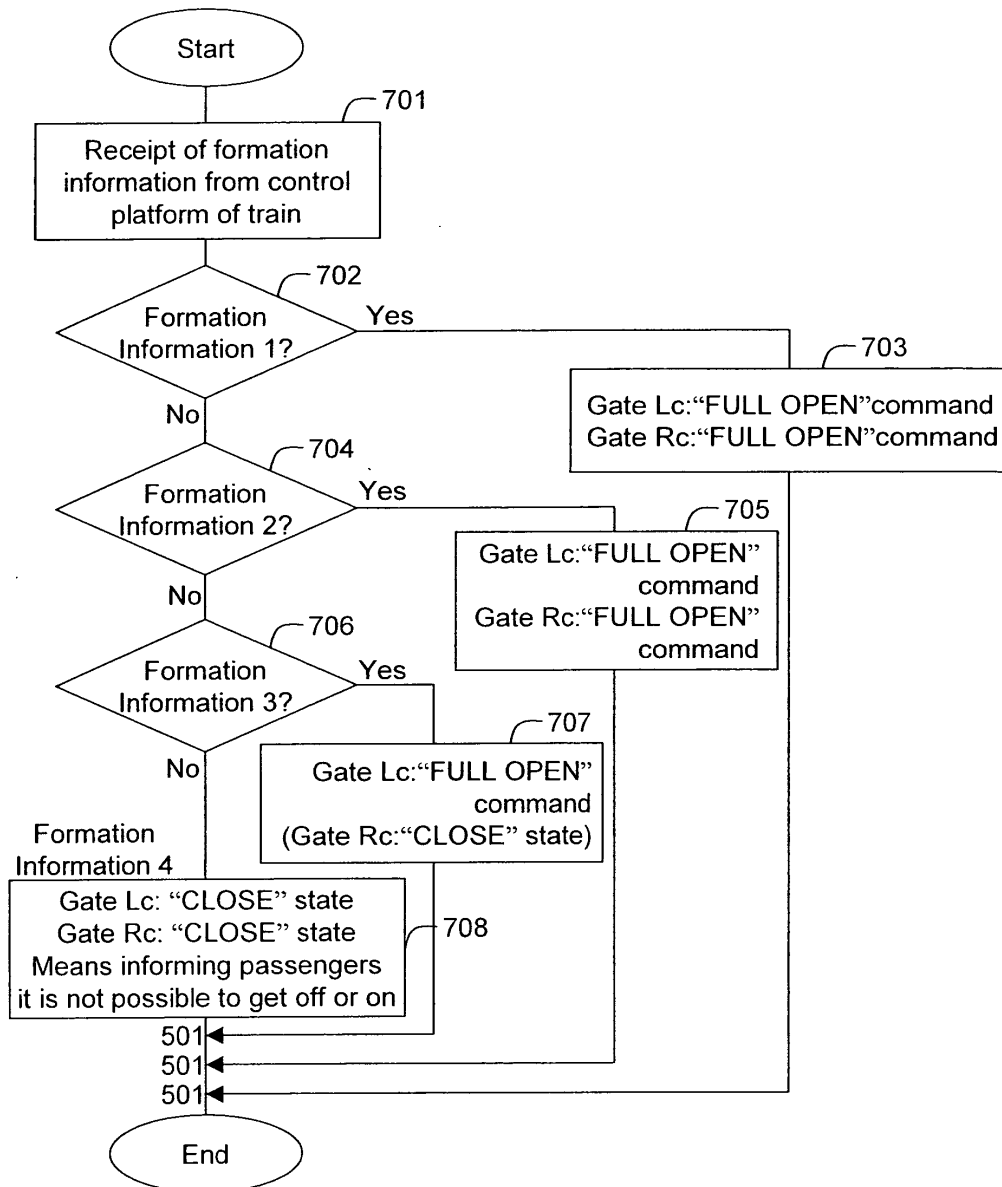 Start
701
Receipt of formation
information from control
platform of train
702
Formation
Information 1?
Yes
No
703
Gate Lc:“FULL OPEN”command
Gate Rc:“FULL OPEN”command
704
Formation
Information 2?
Yes
No
705
Gate Lc:“FULL OPEN”
command
Gate Rc:“FULL OPEN”
command
706
Formation
Information 3?
Yes
No
707
Gate Lc:“FULL OPEN”
command
(Gate Rc:“CLOSE” state)
Formation
Information 4
Gate Lc: “CLOSE” state
Gate Rc: “CLOSE” state
Means informing passengers
it is not possible to get off or on
708
501
501
501
End